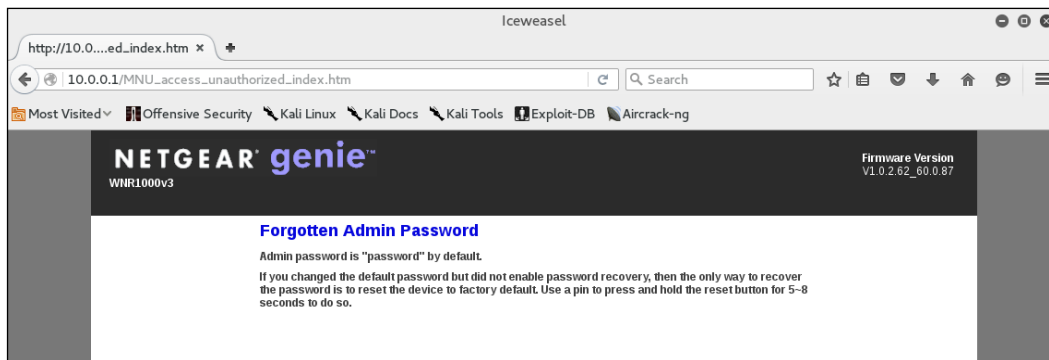 Iceweasel
http://10.0....ed_index.htm
10.0.0.1/MNU_access_unauthorized_index.htm
Search
Most Visited Offensive Security Kali Linux Kali Docs Kali Tools Exploit-DB Aircrack-ng
NETGEAR® genie™
WNR1000v3
Firmware Version
V1.0.2.62_60.0.87
Forgotten Admin Password
Admin password is "password" by default.
If you changed the default password but did not enable password recovery, then the only way to recover
the password is to reset the device to factory default. Use a pin to press and hold the reset button for 5~8
seconds to do so.